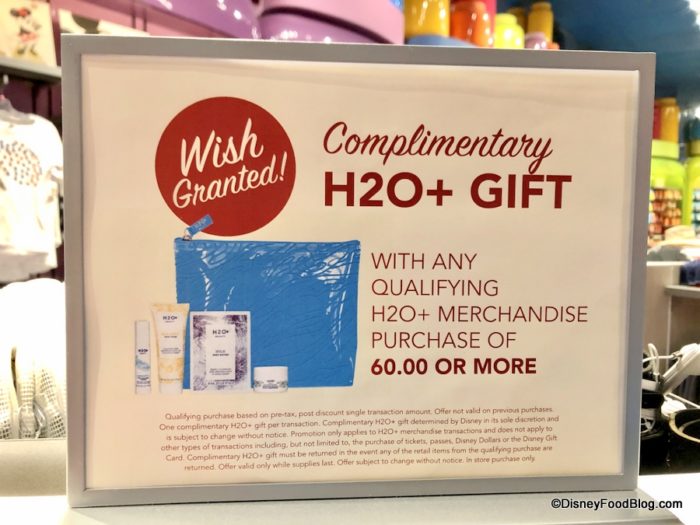 Wish
Granted!
Complimentary
H2O+ GIFT
WITH ANY
QUALIFYING
H2O+ MERCHANDISE
PURCHASE OF
60.00 OR MORE
H2O+
H2O+
H2O+
MILK
Qualifying purchase based on pre-tax, post discount single transaction amount. Offer not valid on previous purchases.
One complimentary H2O+ gift per transaction. Complimentary H2O+ gift determined by Disney in its sole discretion and
is subject to change without notice. Promotion only applies to H2O+ merchandise transactions and does not apply to
other types of transactions including, but not limited to, the purchase of tickets, passes, Disney Dollars or the Disney Gift
Card. Complimentary H2O+ gift must be returned in the event any of the retail items from the qualifying purchase are
returned. Offer valid only while supplies last. Offer subject to change without notice. In store purchase only.
©DisneyFoodBlog.com